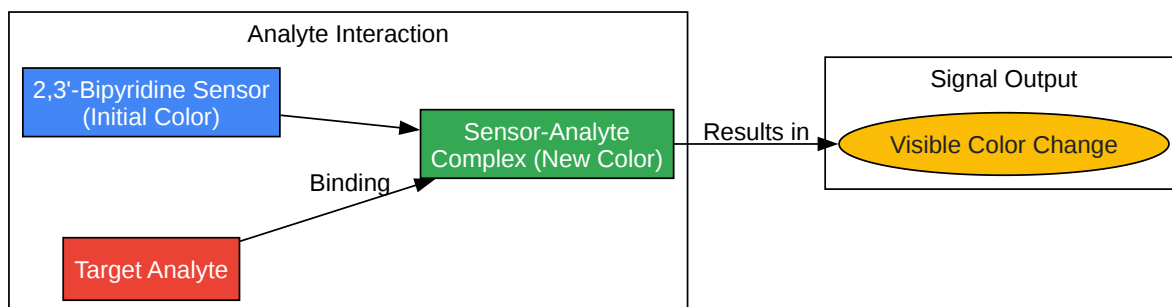 Analyte Interaction
2,3'-Bipyridine Sensor
(Initial Color)
Sensor-Analyte
Complex (New Color)
Binding
Target Analyte
Results in
Signal Output
Visible Color Change